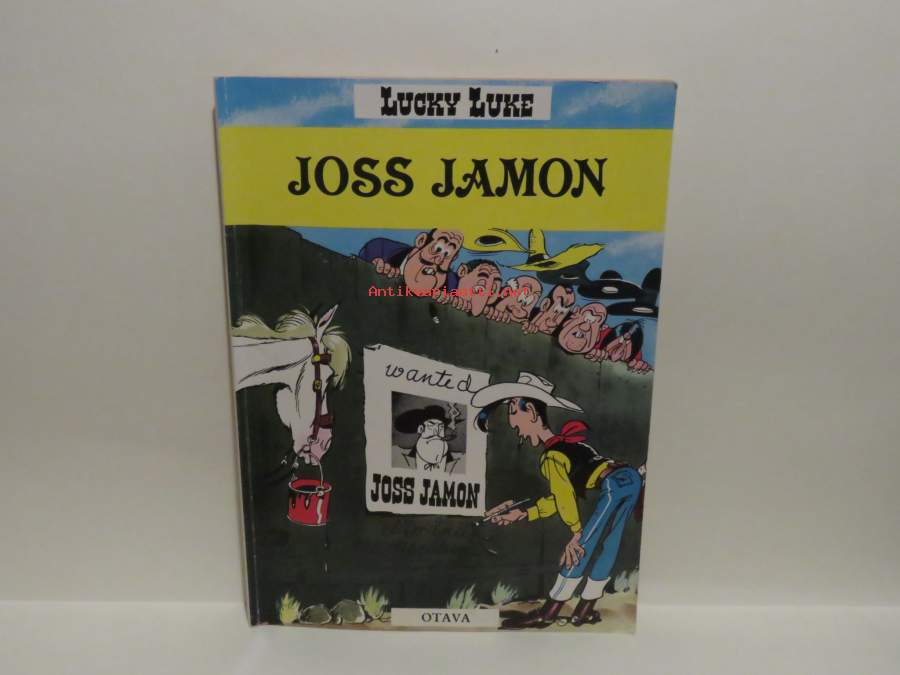 LUCKY LUKE
JOSS JAMON
Antikvariaatti.net
wanted
JOSS JAMON
OTAVA